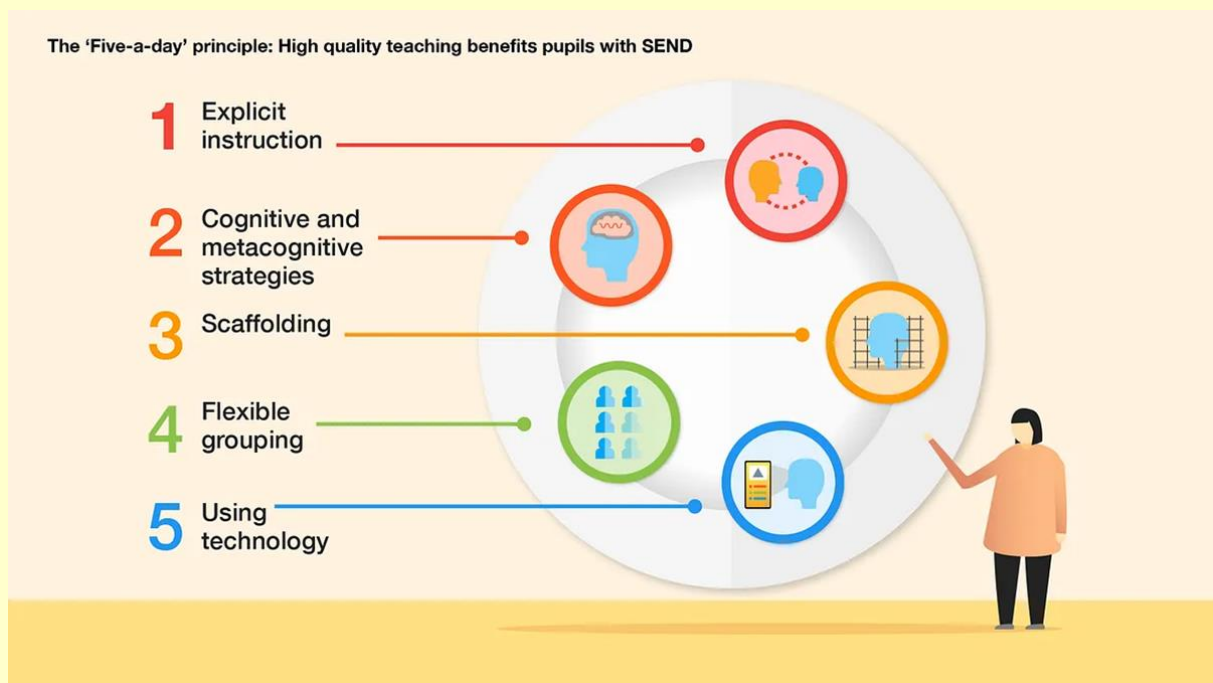 The ‘Five-a-day’ principle: High quality teaching benefits pupils with SEND
1 Explicit
instruction
2 Cognitive and
metacognitive
strategies
3 Scaffolding
4 Flexible
grouping
5 Using
technology